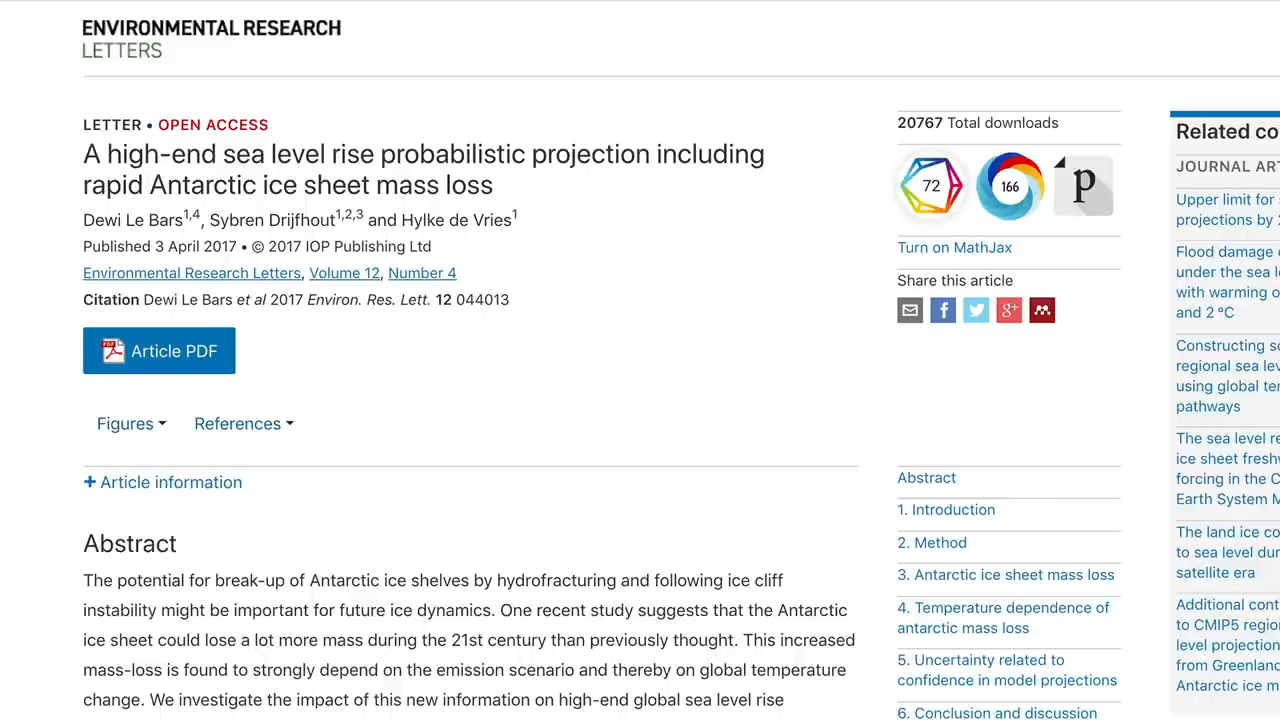 ENVIRONMENTAL RESEARCH
LETTERS
LETTER • OPEN ACCESS
A high-end sea level rise probabilistic projection including
rapid Antarctic ice sheet mass loss
Dewi Le Bars1,4, Sybren Drijfhout1,2,3 and Hylke de Vries1
Published 3 April 2017 • © 2017 IOP Publishing Ltd
Environmental Research Letters, Volume 12, Number 4
Citation Dewi Le Bars et al 2017 Environ. Res. Lett. 12 044013
PDF Article PDF
Figures References
+ Article information
Abstract
The potential for break-up of Antarctic ice shelves by hydrofracturing and following ice cliff
instability might be important for future ice dynamics. One recent study suggests that the Antarctic
ice sheet could lose a lot more mass during the 21st century than previously thought. This increased
mass-loss is found to strongly depend on the emission scenario and thereby on global temperature
change. We investigate the impact of this new information on high-end global sea level rise
20767 Total downloads
72 166 p
Turn on MathJax
Share this article
f g+
Abstract
1. Introduction
2. Method
3. Antarctic ice sheet mass loss
4. Temperature dependence of
antarctic mass loss
5. Uncertainty related to
confidence in model projections
6. Conclusion and discussion
Related co
JOURNAL ART
Upper limit for
projections by
Flood damage
under the sea
with warming o
and 2 °C
Constructing
regional sea
using global
pathways
The sea level
ice sheet
forcing in the
Earth System
The land ice
to sea level
satellite era
Additional
to CMIP5
level projection
from Greenland
Antarctic ice